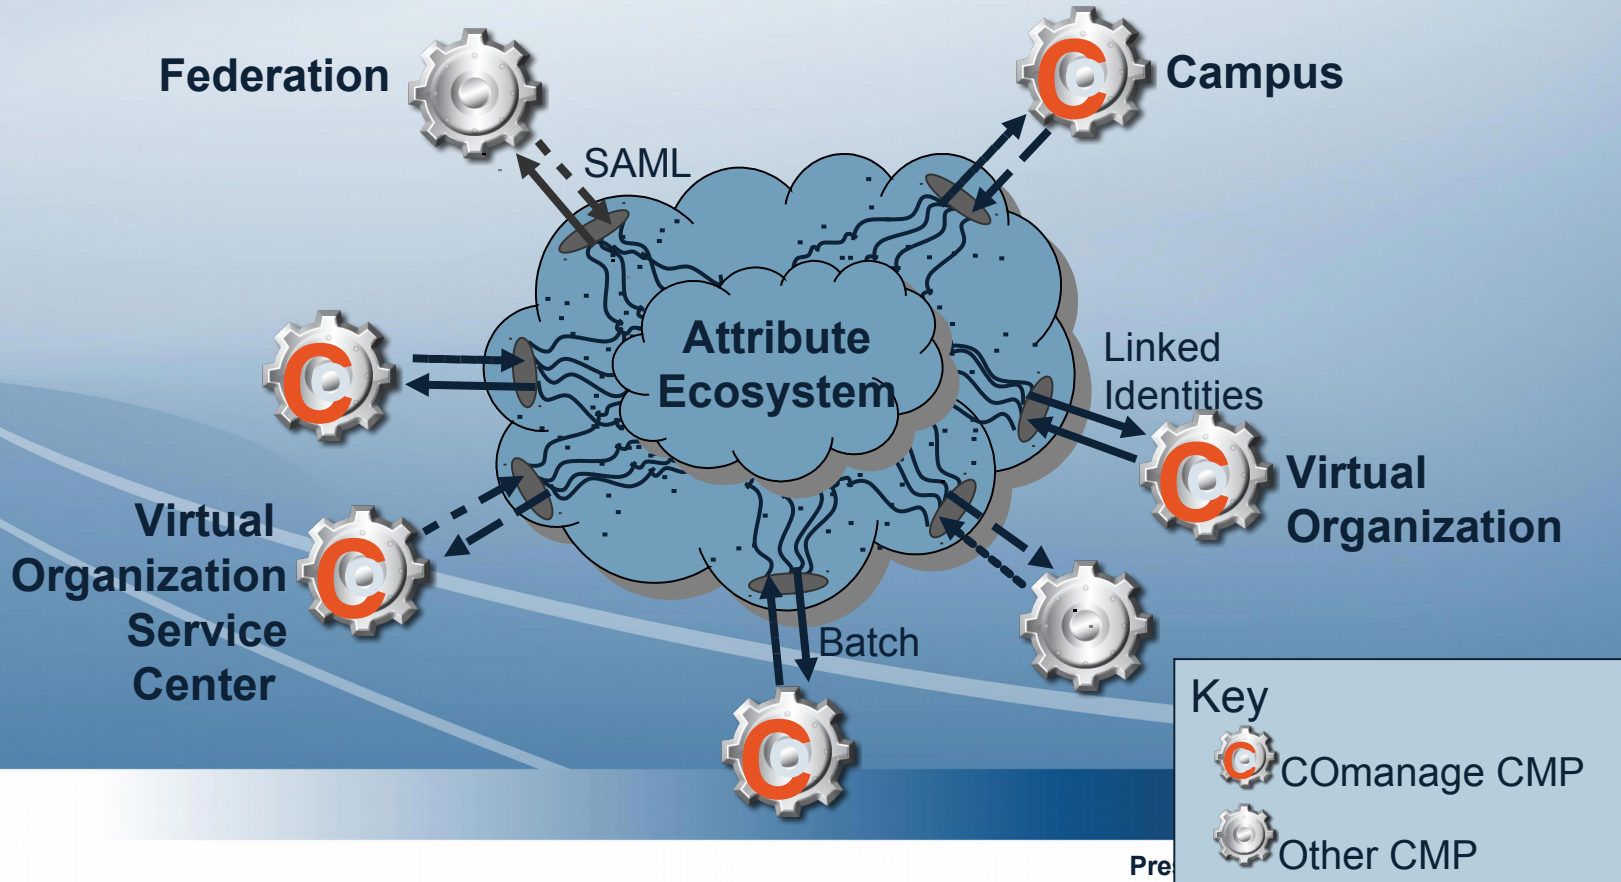 Federation
Campus
SAML
Attribute
Ecosystem
Linked
Identities
Virtual
Organization
Virtual
Organization
Service
Center
Batch
Key
COmanage CMP
Other CMP